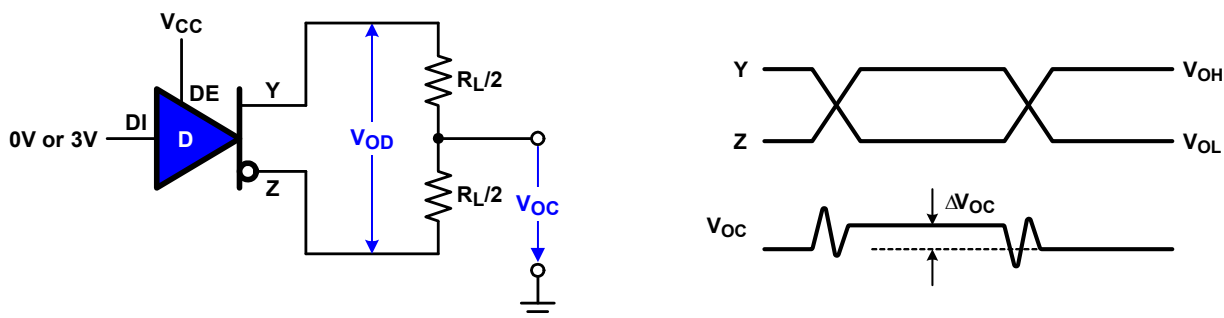 VCC
DE
Y
DI
0V or 3V
D
Z
VOD
RL/2
RL/2
VOC
Y
VOH
Z
VOL
VOC
ΔVOC